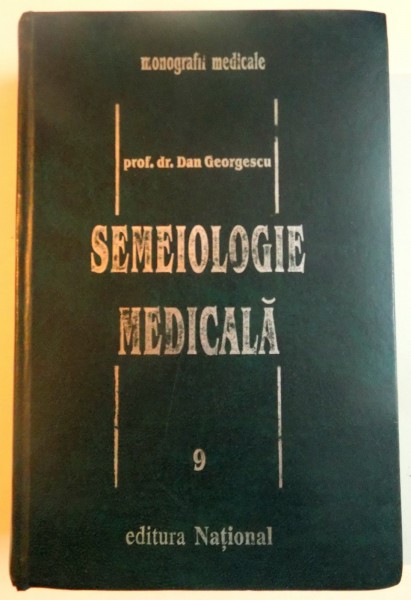 monografii medicale
prof. dr. Dan Georgescu
SEMEIOLOGIE
MEDICALĂ
9
editura Național